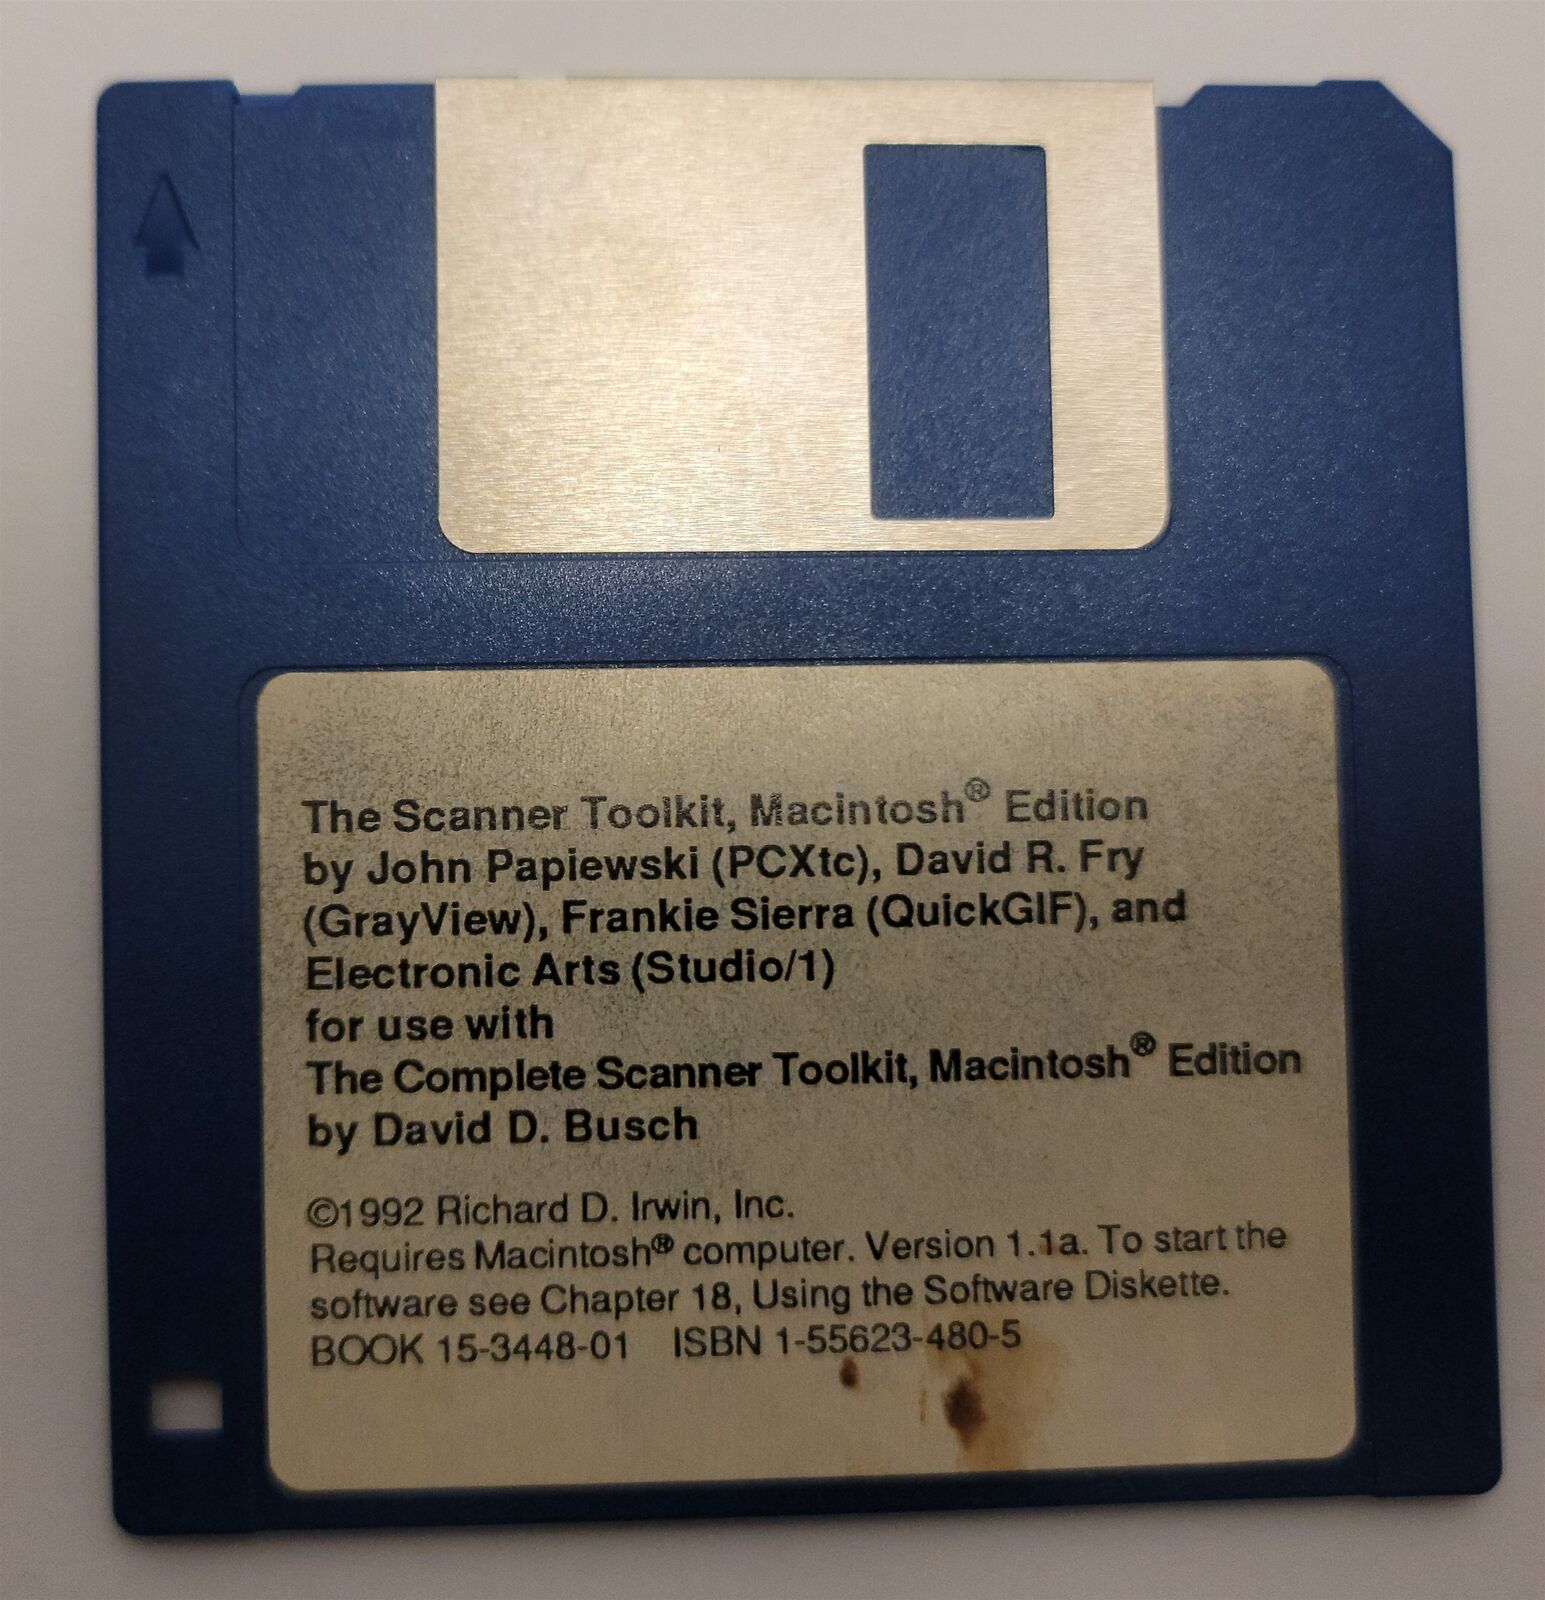 The Scanner Toolkit, Macintosh® Edition
by John Papiewski (PCXtc), David R. Fry
(GrayView), Frankie Sierra (QuickGIF), and
Electronic Arts (Studio/1)
for use with
The Complete Scanner Toolkit, Macintosh® Edition
by David D. Busch
©1992 Richard D. Irwin, Inc.
Requires Macintosh® computer. Version 1.1a. To start the
software see Chapter 18, Using the Software Diskette.
BOOK 15-3448-01 ISBN 1-55623-480-5